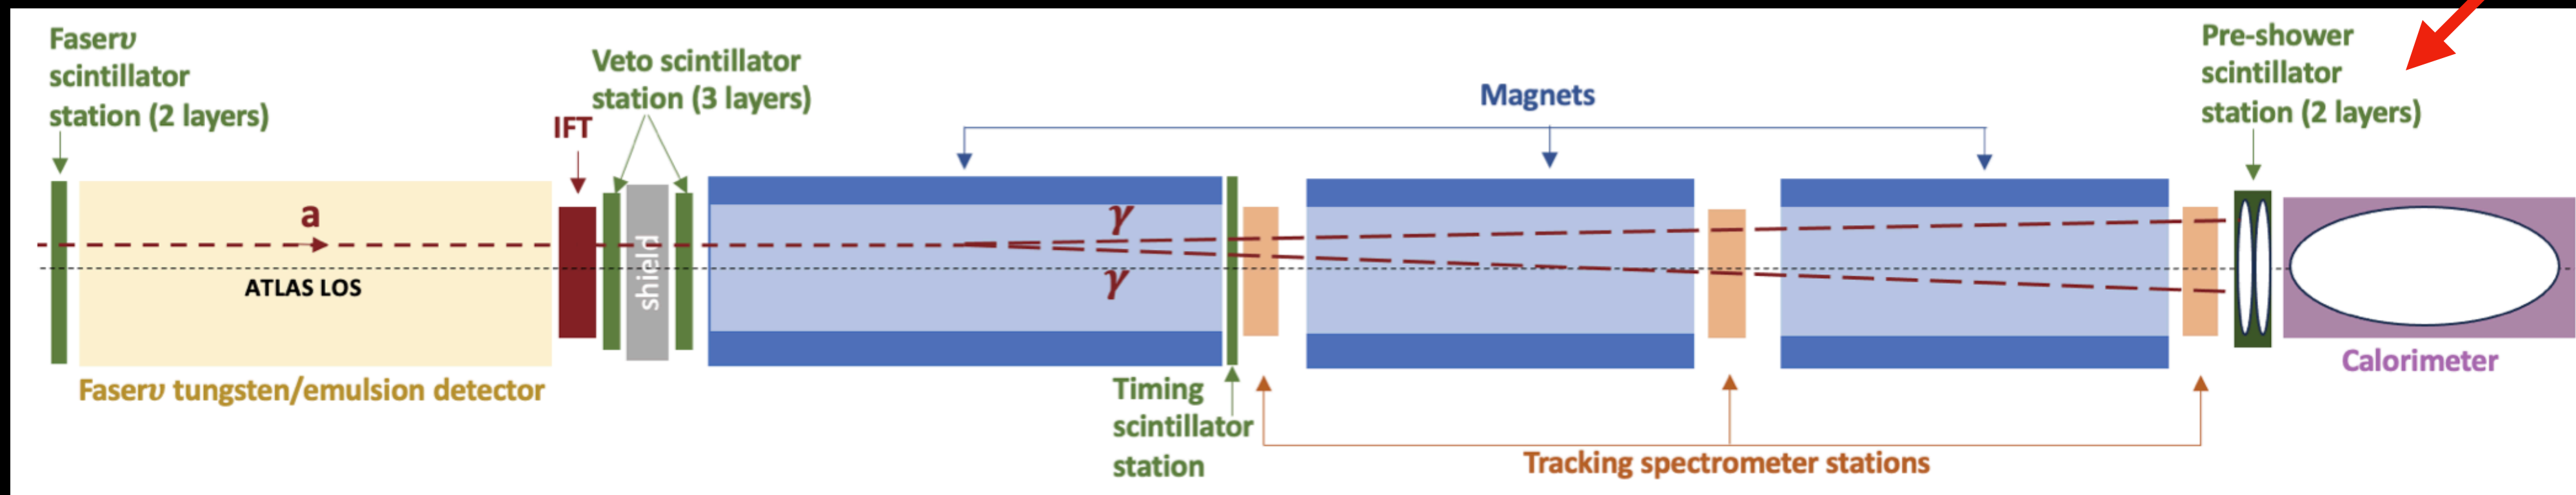 Faserν
scintillator
station (2 layers)
Veto scintillator
station (3 layers)
IFT
Magnets
Pre-shower
scintillator
station (2 layers)
a
ATLAS LOS
shield
γ
γ
Faserν tungsten/emulsion detector
Timing
scintillator
station
Tracking spectrometer stations
Calorimeter